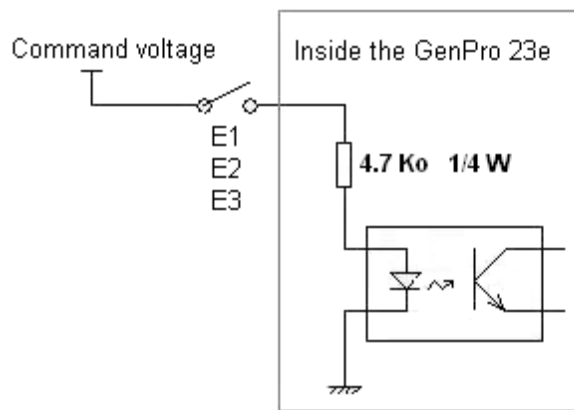 Command voltage
Inside the GenPro 23e
E1
E2
E3
4.7 Ko 1/4 W